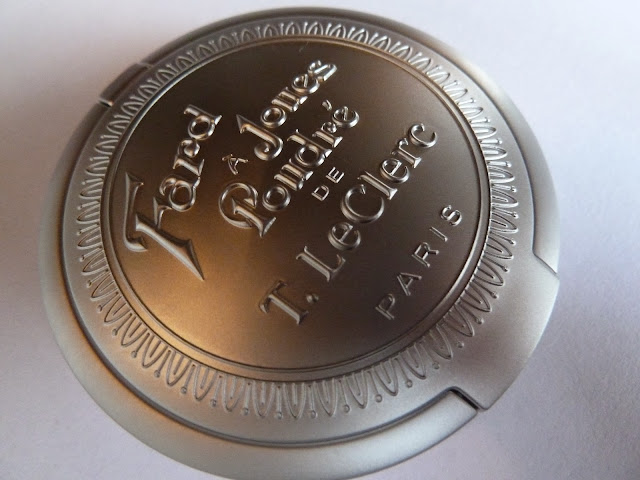 Fard
À Joues
Poudré
DE
T. LeClerc
PARIS